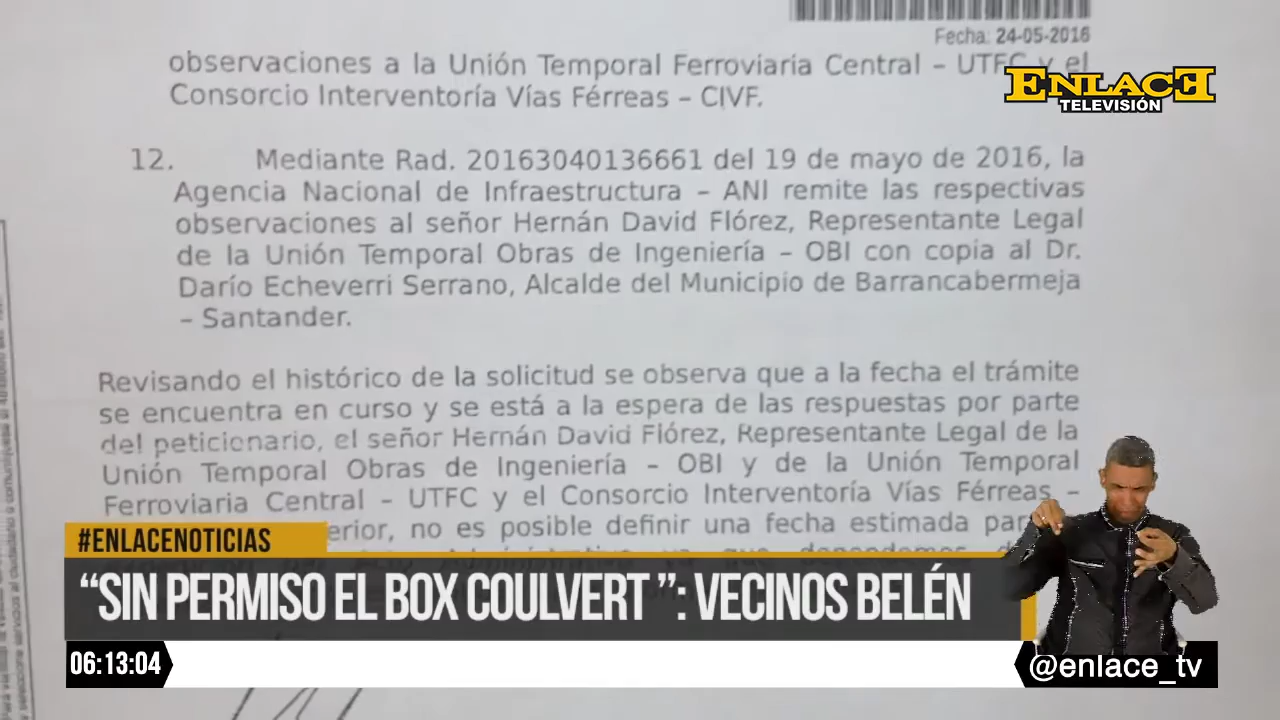 Fecha: 24-05-2016
observaciones a la Unión Temporal Ferroviaria Central – UTFC y el
Consorcio Interventoría Vías Férreas – CIVF.
ENLACE
TELEVISIÓN
12. Mediante Rad. 20163040136661 del 19 de mayo de 2016, la
Agencia Nacional de Infraestructura – ANI remite las respectivas
observaciones al señor Hernán David Flórez, Representante Legal
de la Unión Temporal Obras de Ingeniería – OBI con copia al Dr.
Darío Echeverri Serrano, Alcalde del Municipio de Barrancabermeja
– Santander.
Revisando el histórico de la solicitud se observa que a la fecha el trámite
se encuentra en curso y se está a la espera de las respuestas por parte
del peticionario, el señor Hernán David Flórez, Representante Legal de la
Unión Temporal Obras de Ingeniería – OBI y de la Unión Temporal
Ferroviaria Central – UTFC y el Consorcio Interventoría Vías Férreas –
erior, no es posible definir una fecha estimada par
#ENLACENOTICIAS
“SIN PERMISO EL BOX COULVERT ”: VECINOS BELÉN
06:13:04
@enlace_tv